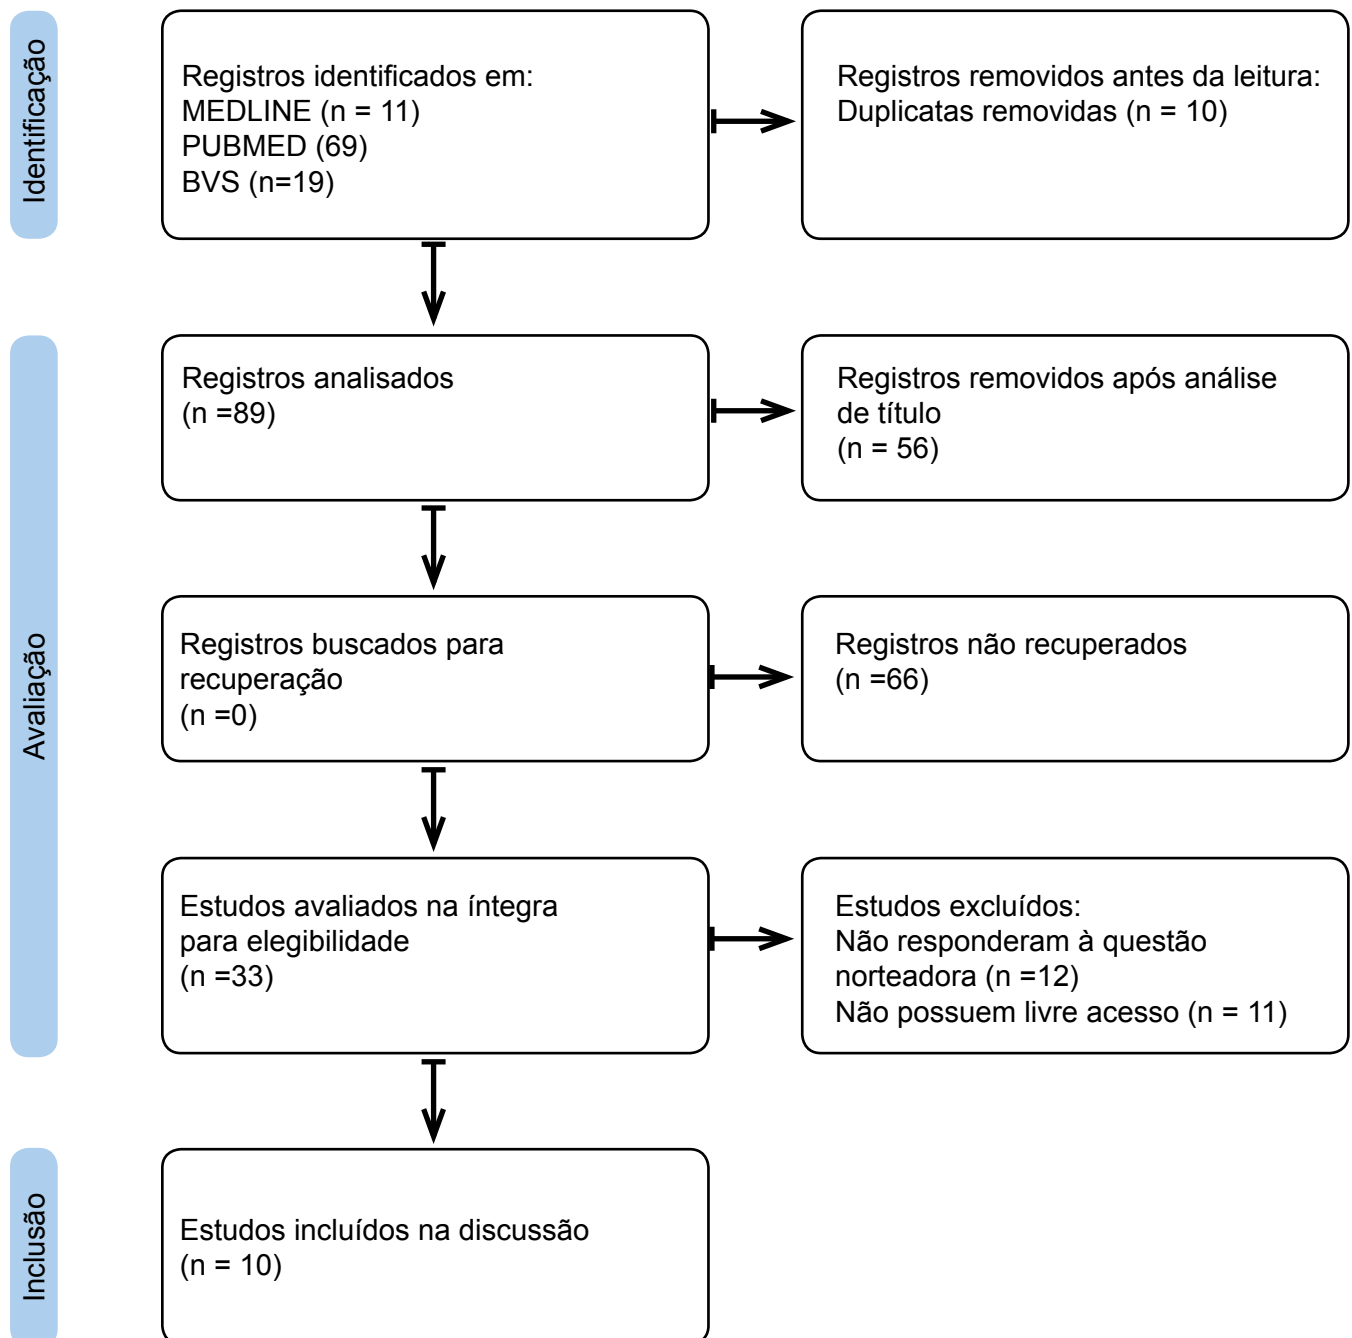 Identificação
Registros identificados em:
MEDLINE (n = 11)
PUBMED (69)
BVS (n=19)
Registros removidos antes da leitura:
Duplicatas removidas (n = 10)
Avaliação
Registros analisados
(n =89)
Registros removidos após análise
de título
(n = 56)
Registros buscados para
recuperação
(n =0)
Registros não recuperados
(n =66)
Estudos avaliados na íntegra
para elegibilidade
(n =33)
Estudos excluídos:
Não responderam à questão
norteadora (n =12)
Não possuem livre acesso (n = 11)
Inclusão
Estudos incluídos na discussão
(n = 10)